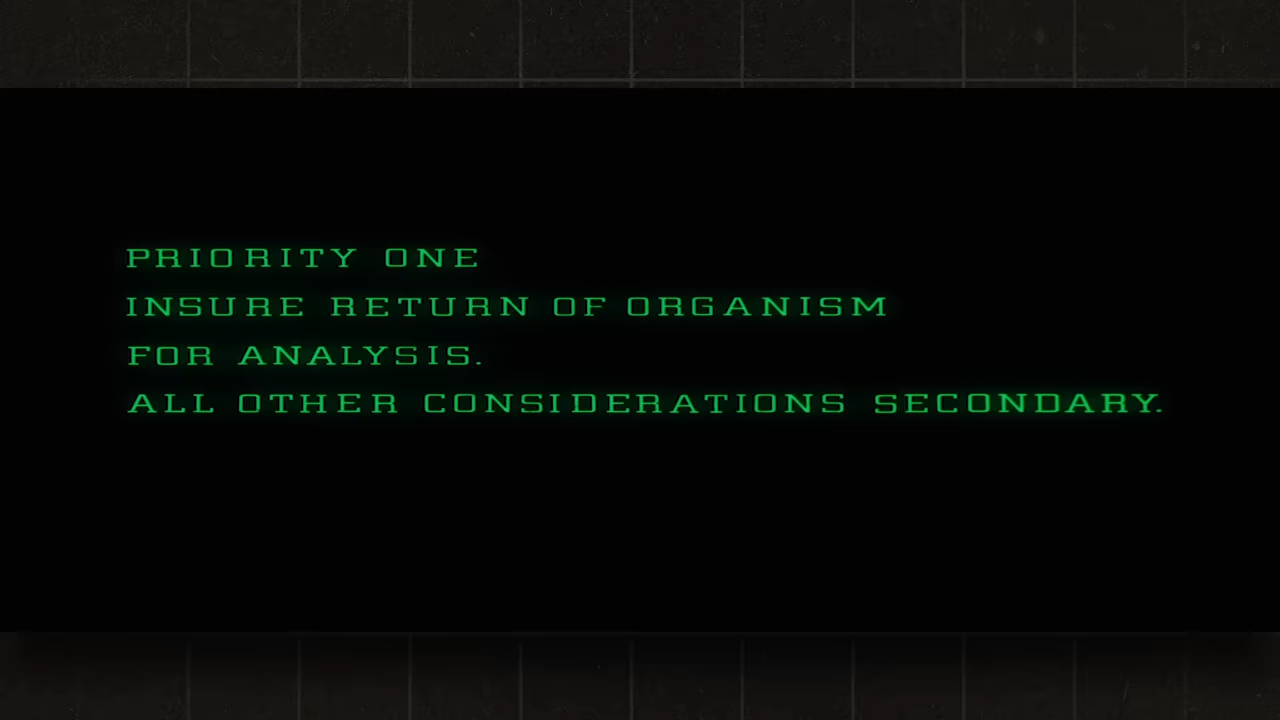 PRIORITY ONE
INSURE RETURN OF ORGANISM
FOR ANALYSIS.
ALL OTHER CONSIDERATIONS SECONDARY.